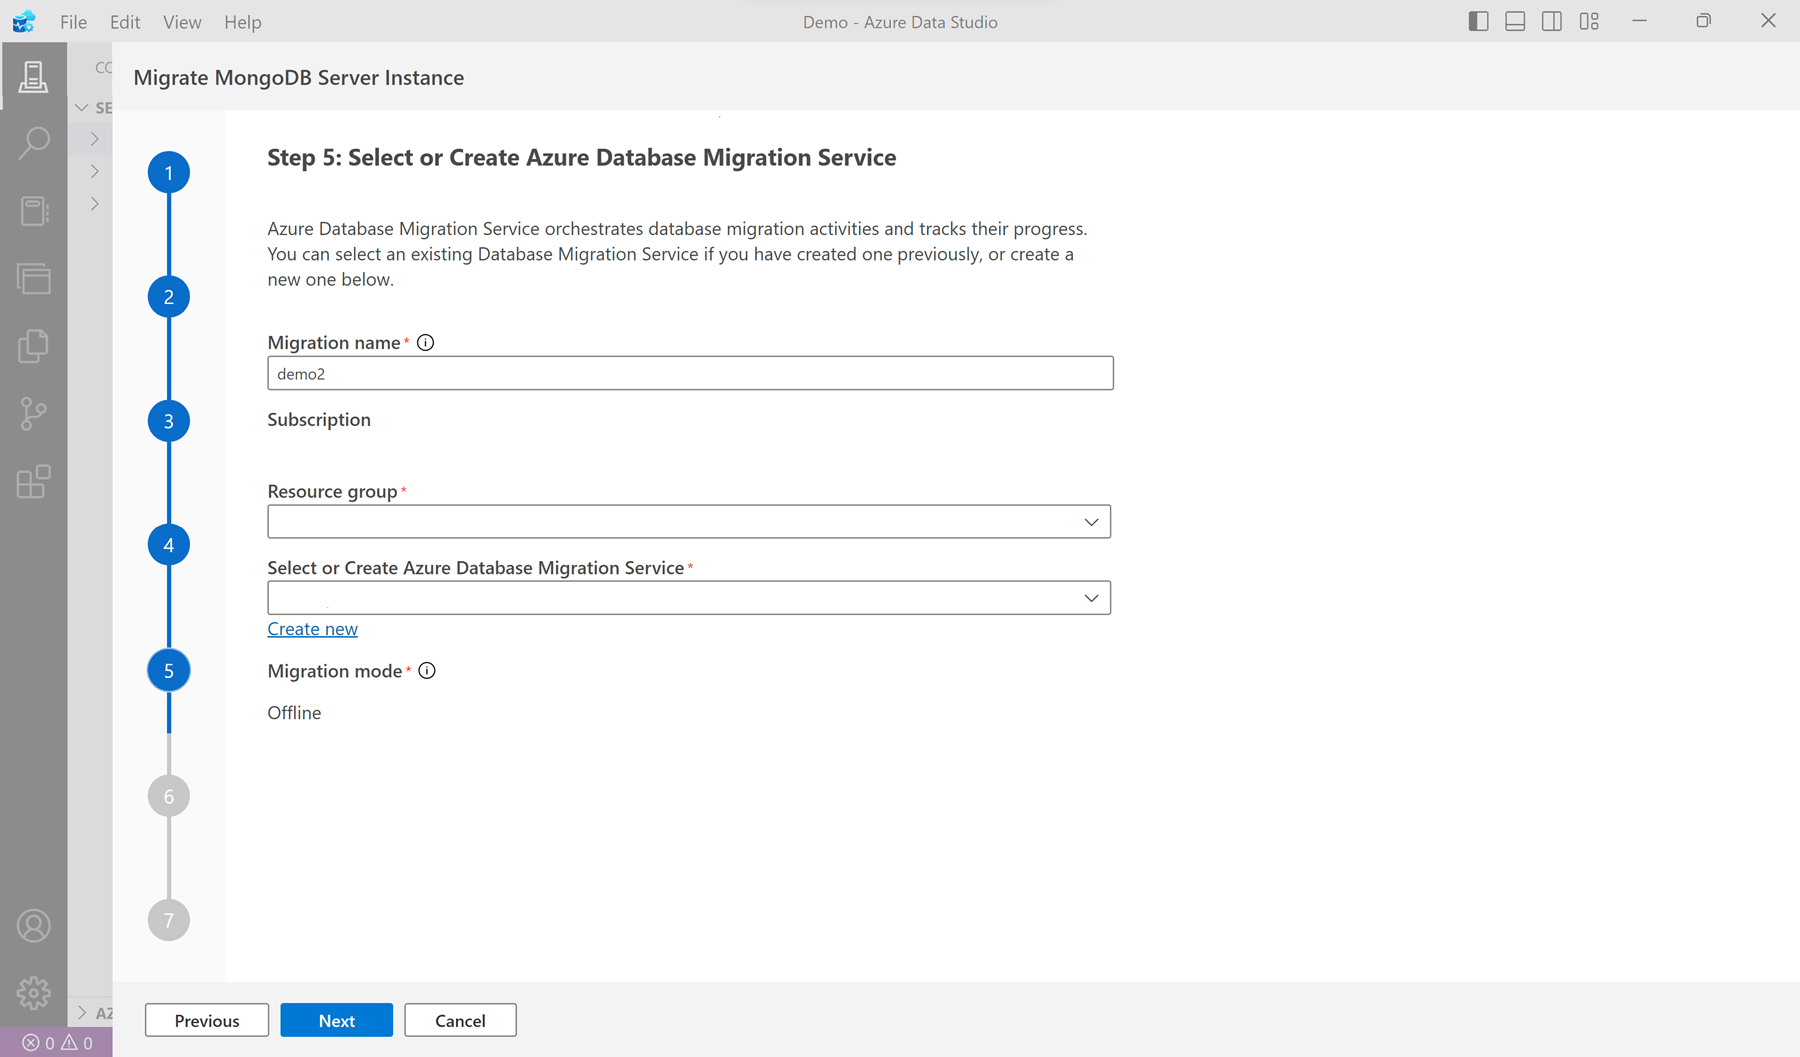 File Edit View Help
Demo - Azure Data Studio
CO
Migrate MongoDB Server Instance
SE
Step 5: Select or Create Azure Database Migration Service
1
Azure Database Migration Service orchestrates database migration activities and tracks their progress.
You can select an existing Database Migration Service if you have created one previously, or create a
new one below.
2
Migration name *
demo2
Subscription
3
Resource group *
4
Select or Create Azure Database Migration Service *
Create new
Migration mode *
5
Offline
6
7
AZ
Previous Next Cancel
0 0